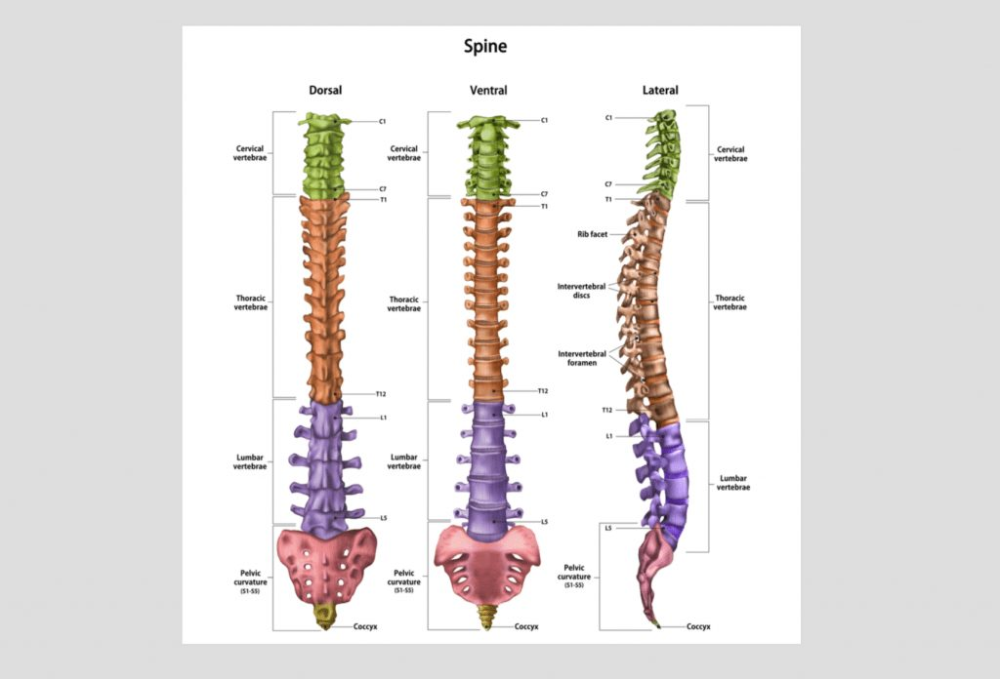 Spine
Dorsal
Cervical
vertebrae
C1
C7
T1
Thoracic
vertebrae
T12
L1
Lumbar
vertebrae
L5
Pelvic
curvature
(S1-S5)
Coccyx
Ventral
Cervical
vertebrae
C1
C7
T1
Thoracic
vertebrae
T12
L1
Lumbar
vertebrae
L5
Pelvic
curvature
(S1-S5)
Coccyx
Lateral
C1
Cervical
vertebrae
C7
T1
Rib facet
Intervertebral
discs
Thoracic
vertebrae
Intervertebral
foramen
T12
L1
Lumbar
vertebrae
L5
Pelvic
curvature
(S1-S5)
Coccyx